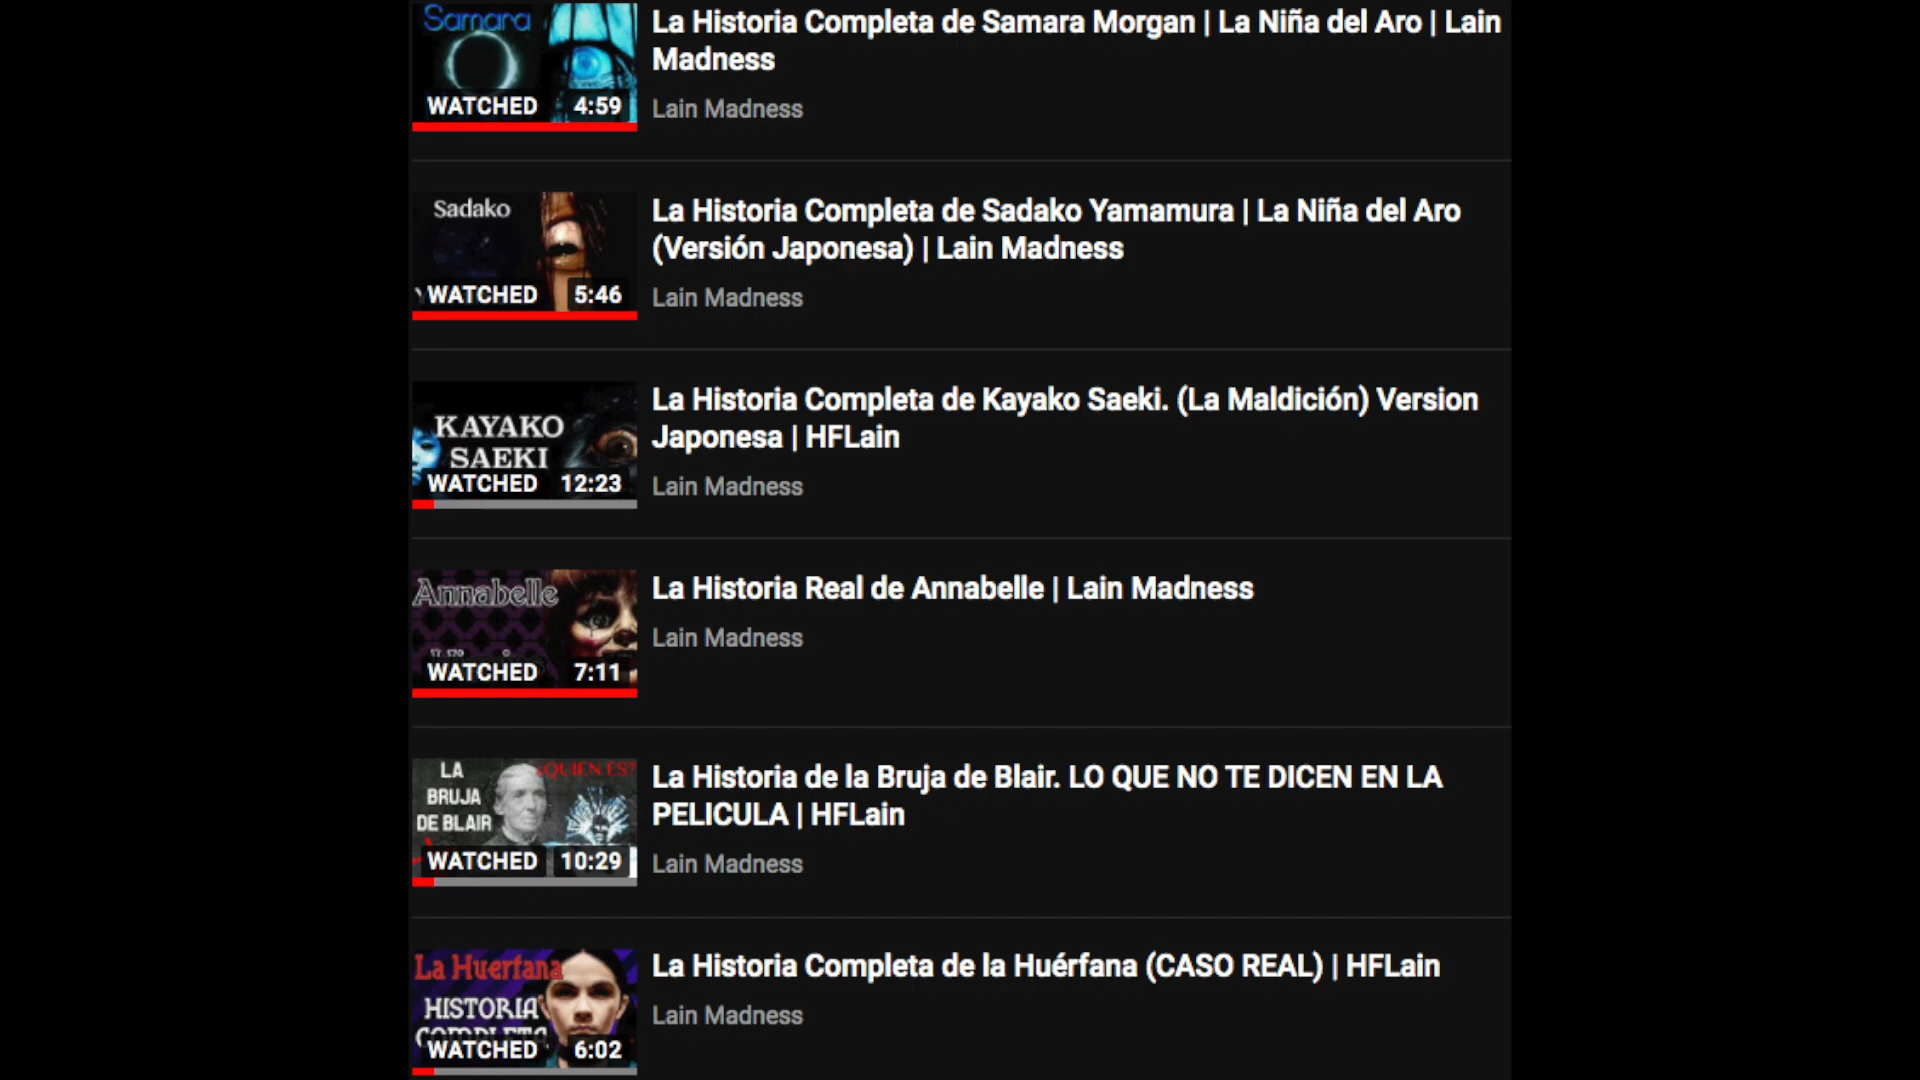 Samara
WATCHED 4:59
La Historia Completa de Samara Morgan | La Niña del Aro | Lain
Madness
Lain Madness
Sadako
WATCHED 5:46
La Historia Completa de Sadako Yamamura | La Niña del Aro
(Versión Japonesa) | Lain Madness
Lain Madness
KAYAKO
SAEKI
WATCHED 12:23
La Historia Completa de Kayako Saeki. (La Maldición) Version
Japonesa | HFLain
Lain Madness
Annabelle
WATCHED 7:11
La Historia Real de Annabelle | Lain Madness
Lain Madness
LA
BRUJA
DE BLAIR
¿QUIEN ES?
WATCHED 10:29
La Historia de la Bruja de Blair. LO QUE NO TE DICEN EN LA
PELICULA | HFLain
Lain Madness
La Huerfana
HISTORIA
COMPLETA
WATCHED 6:02
La Historia Completa de la Huérfana (CASO REAL) | HFLain
Lain Madness